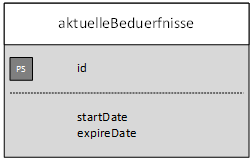 aktuelleBeduerfnisse
PS id
startDate
expireDate